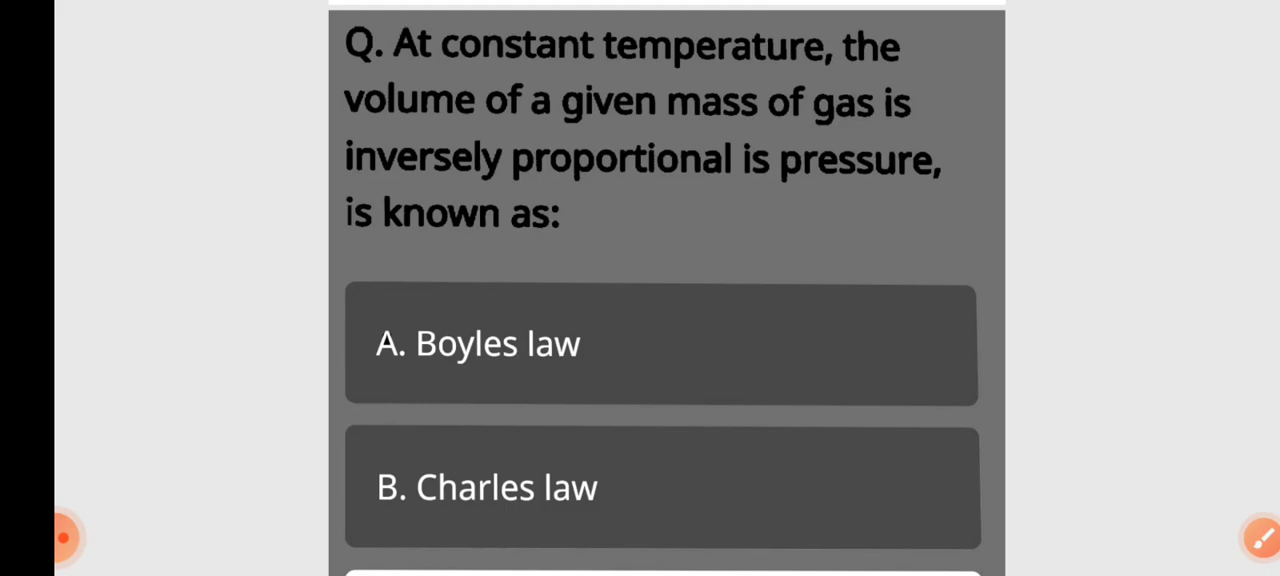 Q. At constant temperature, the
volume of a given mass of gas is
inversely proportional is pressure,
is known as:
A. Boyles law
B. Charles law